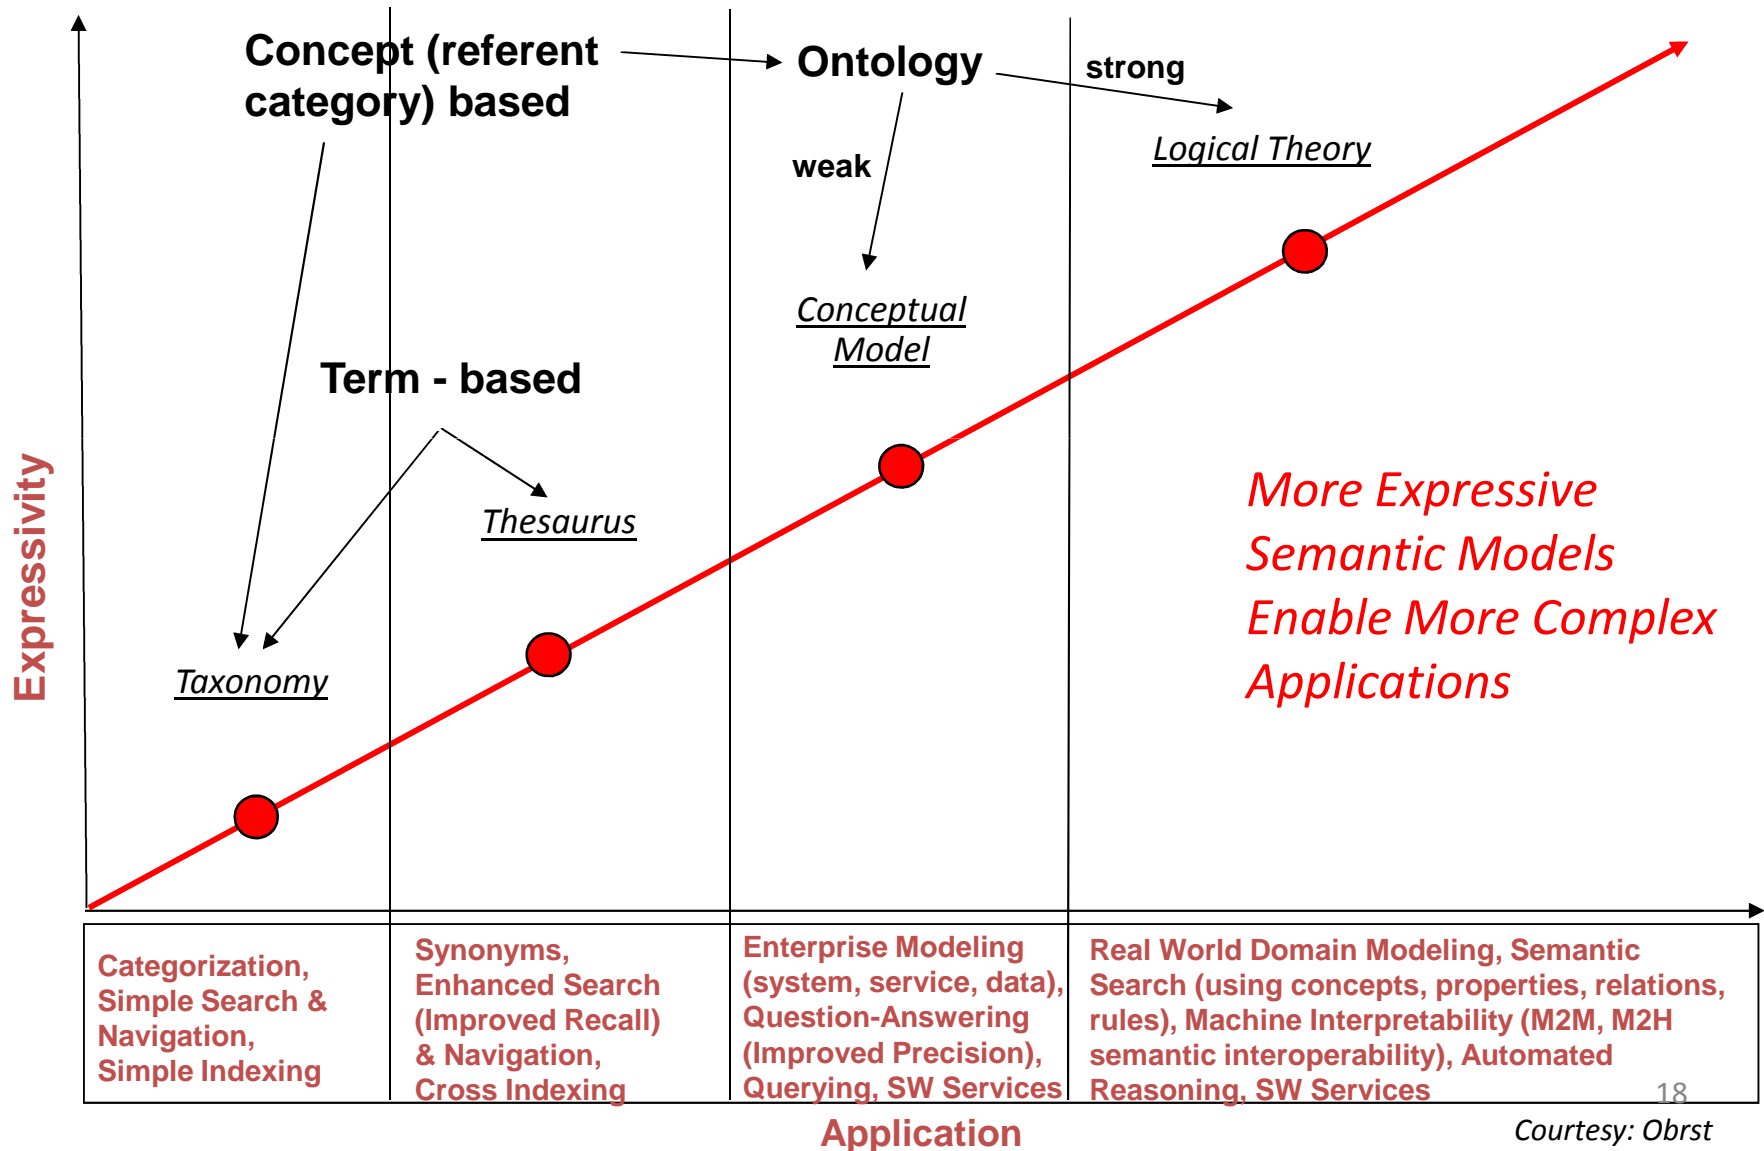 Concept (referent
category) based
Ontology
strong
Logical Theory
weak
Conceptual
Model
Term - based
Thesaurus
Taxonomy
Expressivity
More Expressive
Semantic Models
Enable More Complex
Applications
Categorization,
Simple Search &
Navigation,
Simple Indexing
Synonyms,
Enhanced Search
(Improved Recall)
& Navigation,
Cross Indexing
Enterprise Modeling
(system, service, data),
Question-Answering
(Improved Precision),
Querying, SW Services
Real World Domain Modeling, Semantic
Search (using concepts, properties, relations,
rules), Machine Interpretability (M2M, M2H
semantic interoperability), Automated
Reasoning, SW Services
18
Application
Courtesy: Obrst